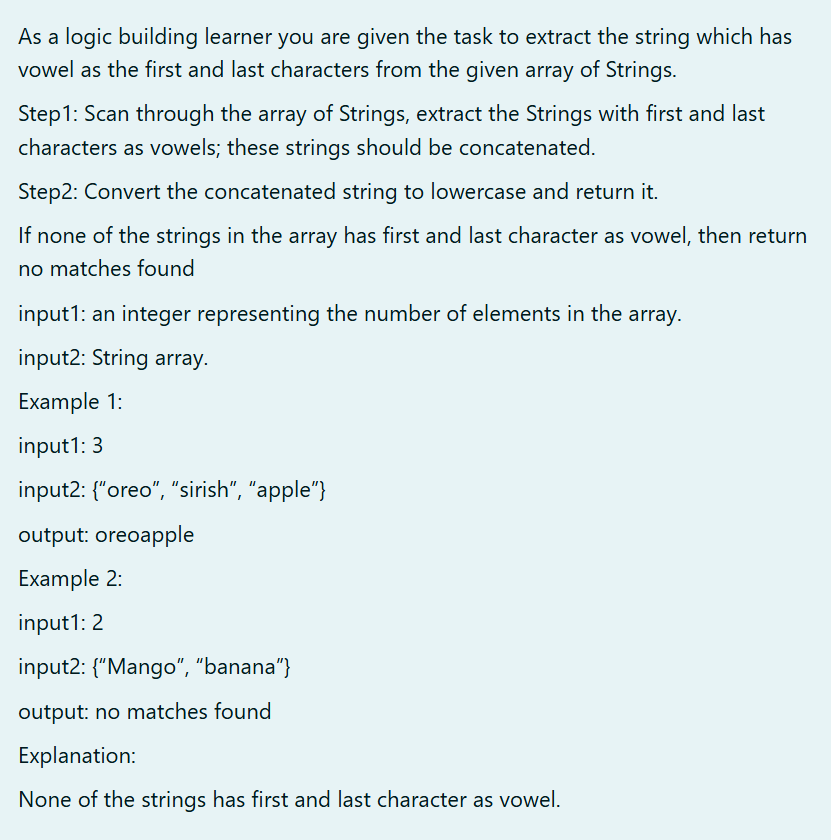 As a logic building learner you are given the task to extract the string which has
vowel as the first and last characters from the given array of Strings.
Step1: Scan through the array of Strings, extract the Strings with first and last
characters as vowels; these strings should be concatenated.
Step2: Convert the concatenated string to lowercase and return it.
If none of the strings in the array has first and last character as vowel, then return
no matches found
input1: an integer representing the number of elements in the array.
input2: String array.
Example 1:
input1: 3
input2: {“oreo”, “sirish”, “apple”}
output: oreoapple
Example 2:
input1: 2
input2: {“Mango”, “banana”}
output: no matches found
Explanation:
None of the strings has first and last character as vowel.